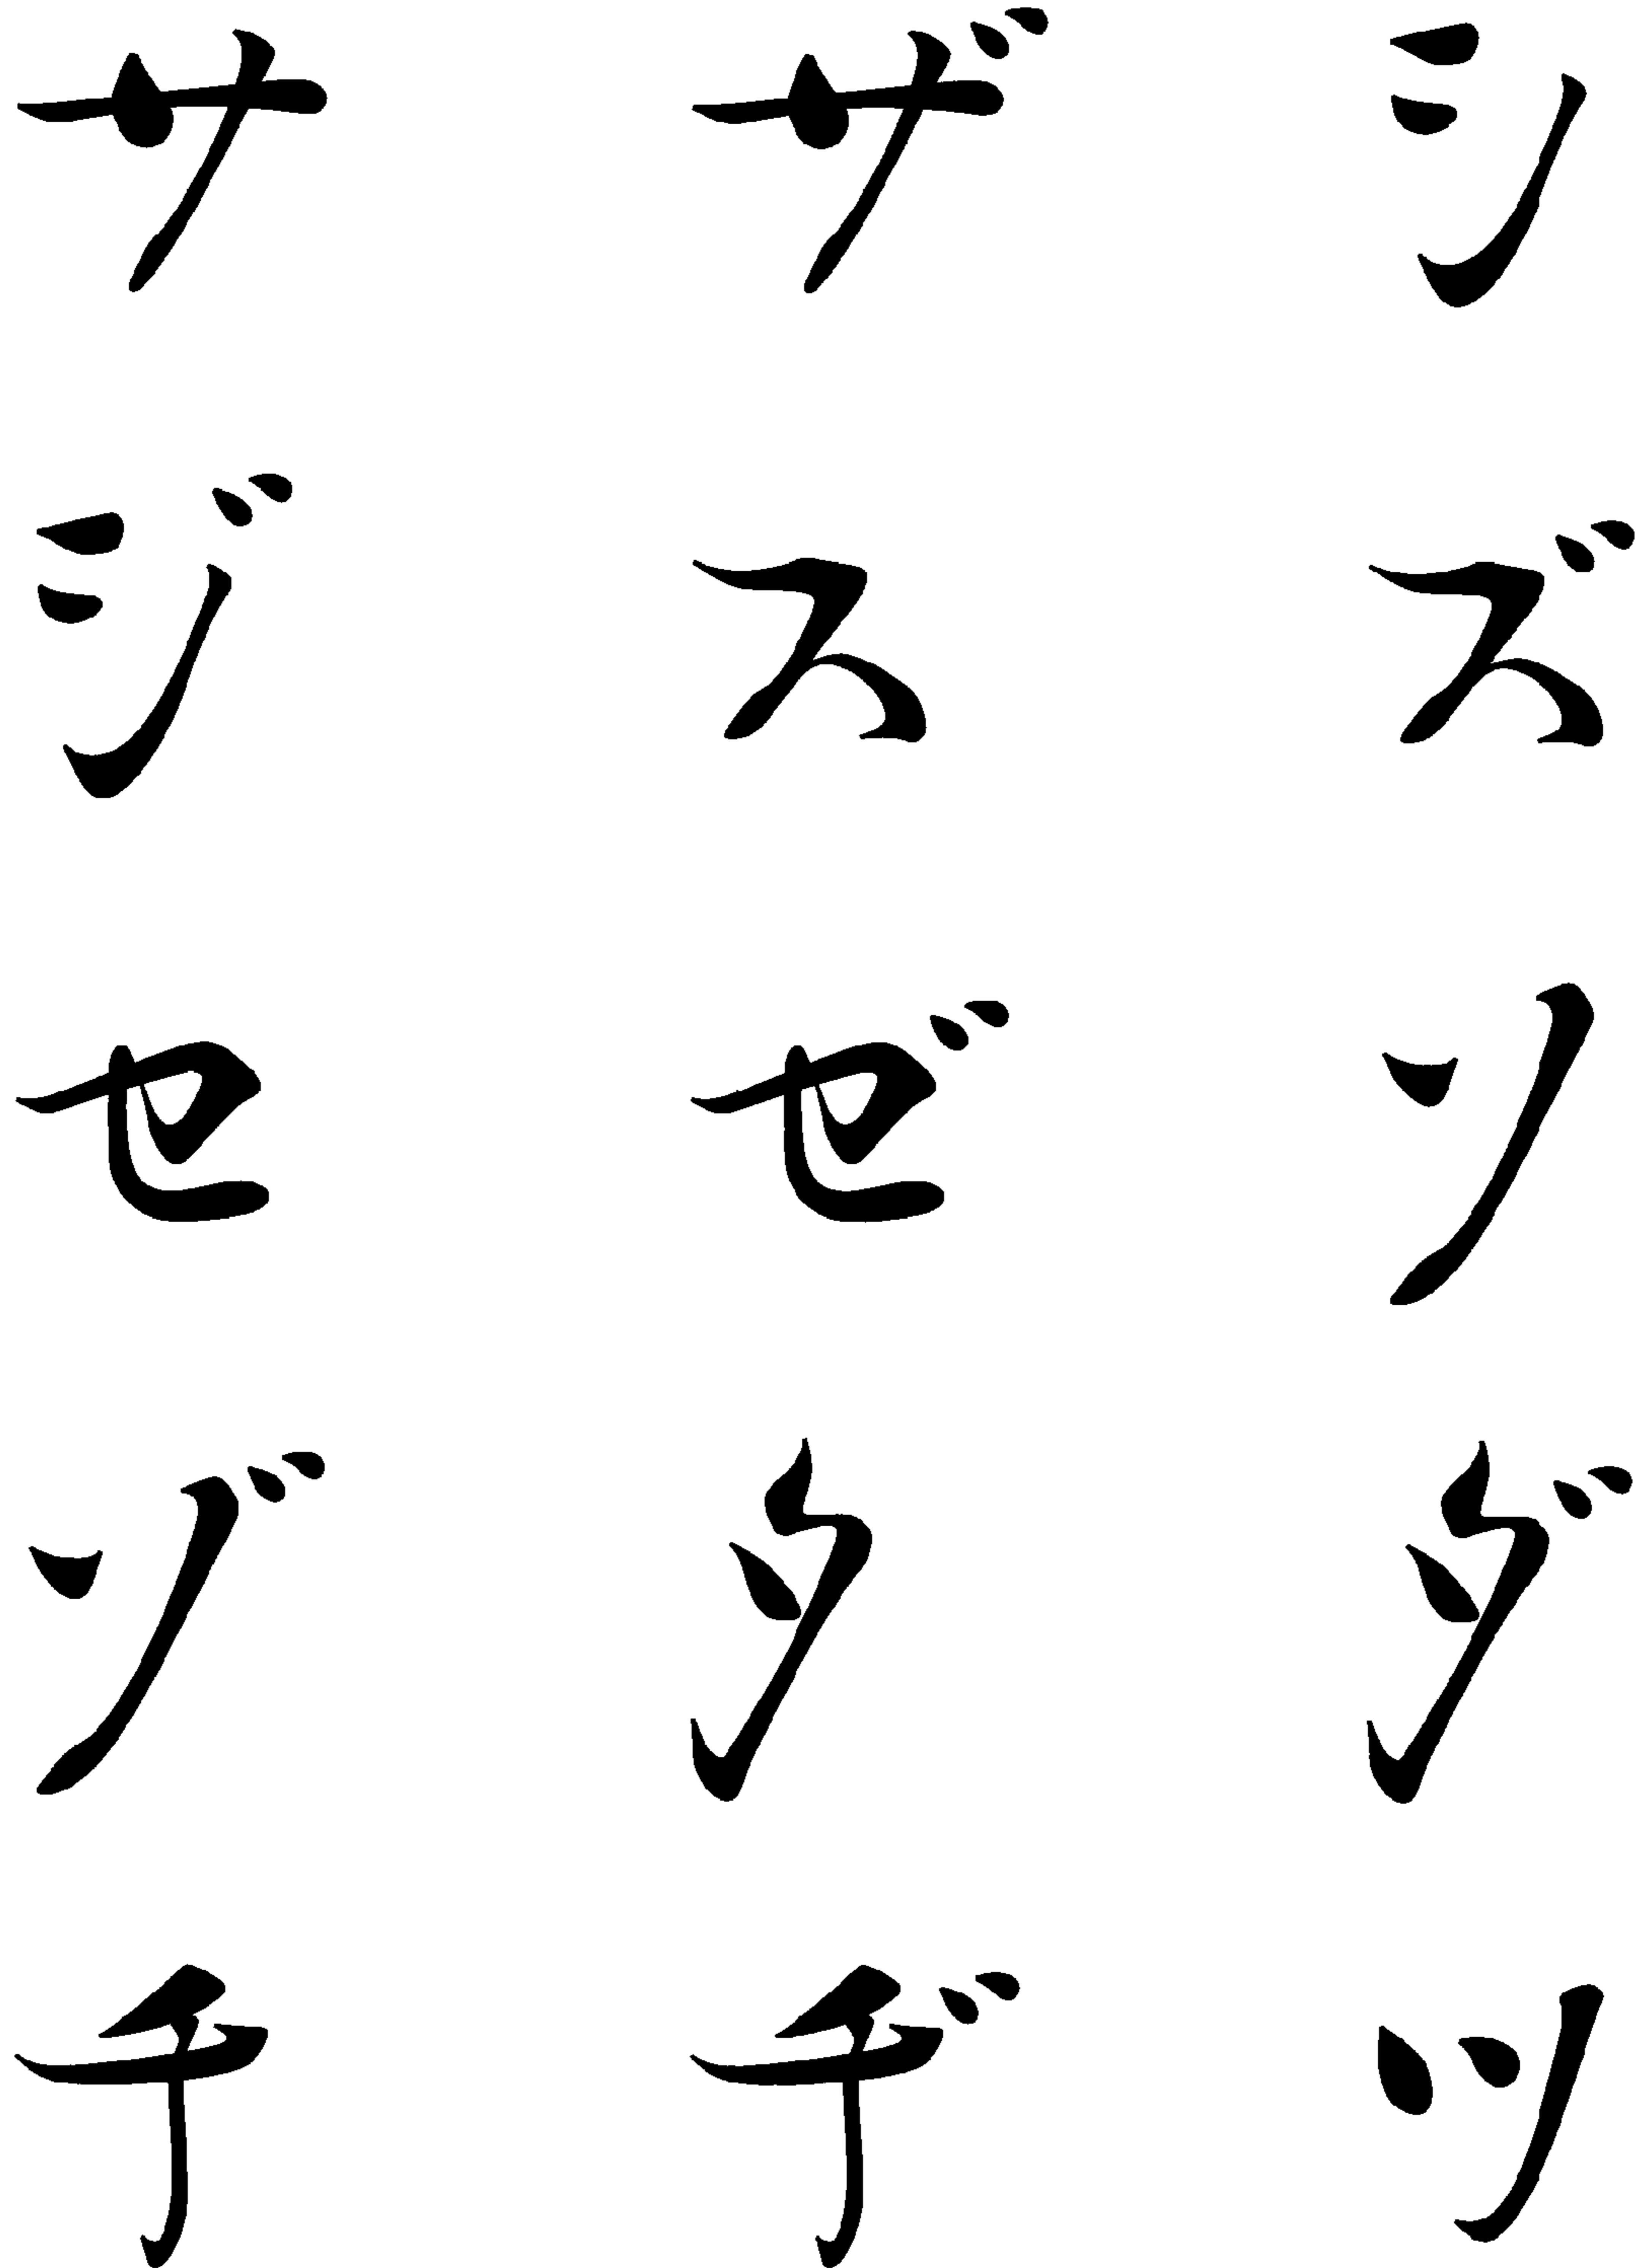 サ ザ シ
ジ ス ズ
セ ゼ ソ
ゾ タ ダ
チ ヂ ツ